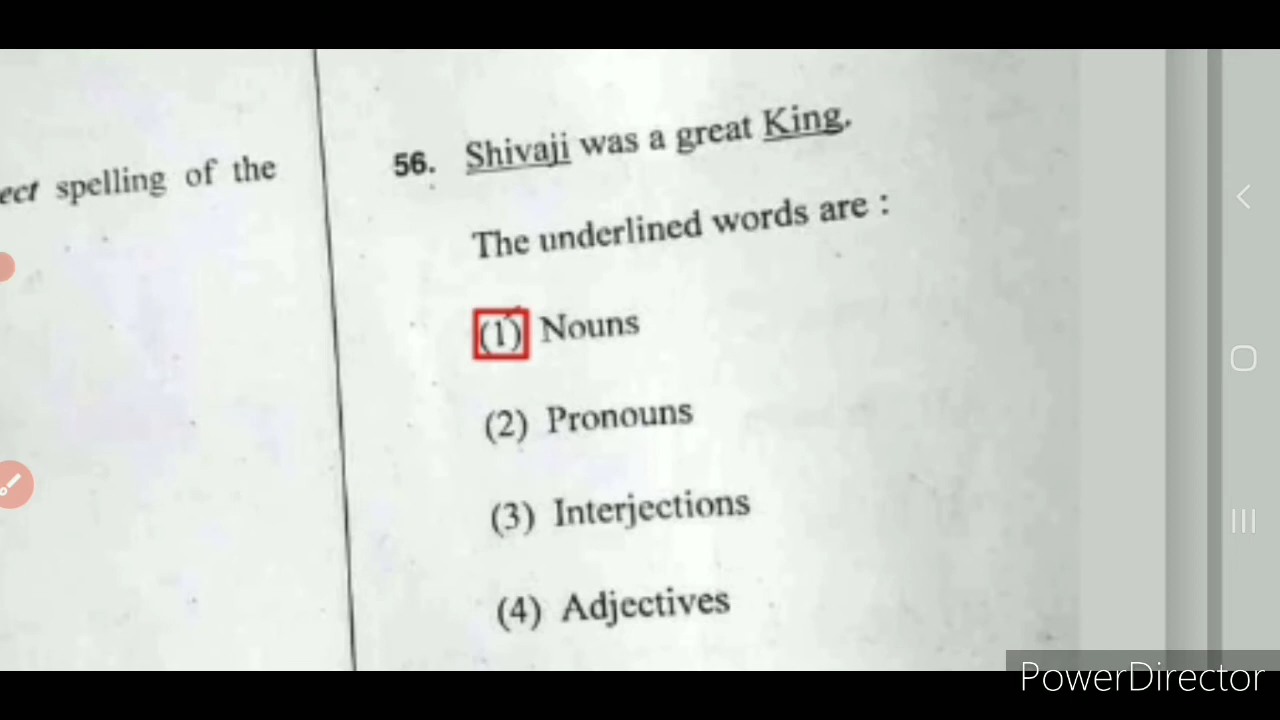 ect spelling of the
56. Shivaji was a great King.
The underlined words are :
(1) Nouns
(2) Pronouns
(3) Interjections
(4) Adjectives
PowerDirector